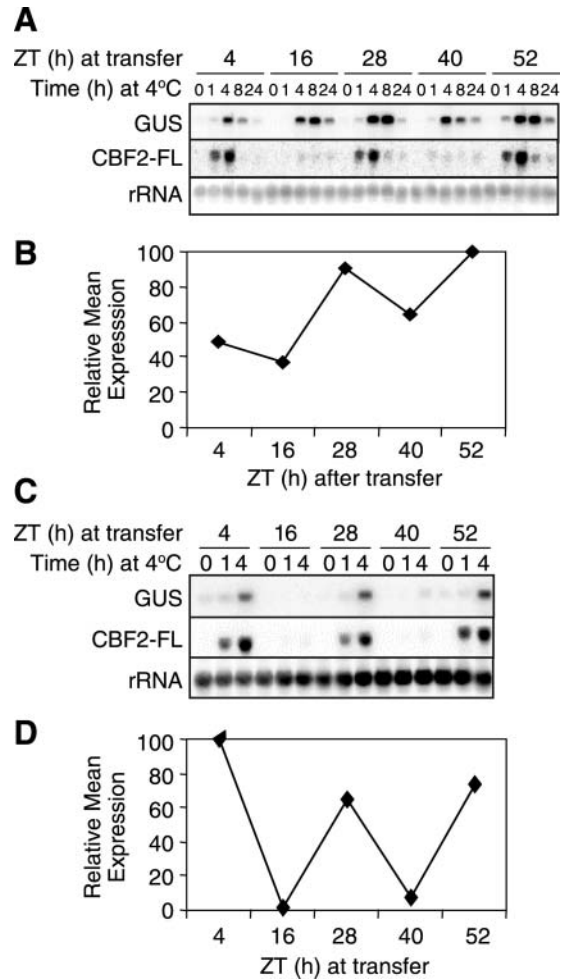 A
ZT (h) at transfer 4 16 28 40 52
Time (h) at 4°C 0 1 4 8 24 0 1 4 8 24 0 1 4 8 24 0 1 4 8 24 0 1 4 8 24
GUS
CBF2-FL
rRNA
B
Relative Mean
Expresssion
100
80
60
40
20
0
4 16 28 40 52
ZT (h) after transfer
C
ZT (h) at transfer 4 16 28 40 52
Time (h) at 4°C 0 1 4 0 1 4 0 1 4 0 1 4 0 1 4
GUS
CBF2-FL
rRNA
D
Relative Mean
Expression
100
80
60
40
20
0
4 16 28 40 52
ZT (h) at transfer